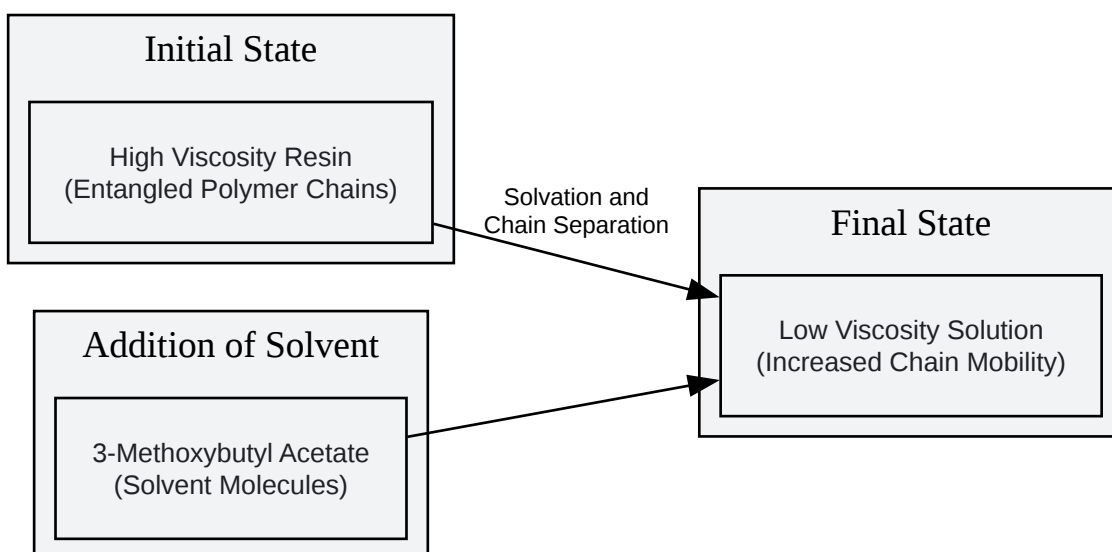 Initial State
High Viscosity Resin
(Entangled Polymer Chains)
Solvation and
Chain Separation
Final State
Low Viscosity Solution
(Increased Chain Mobility)
Addition of Solvent
3-Methoxybutyl Acetate
(Solvent Molecules)